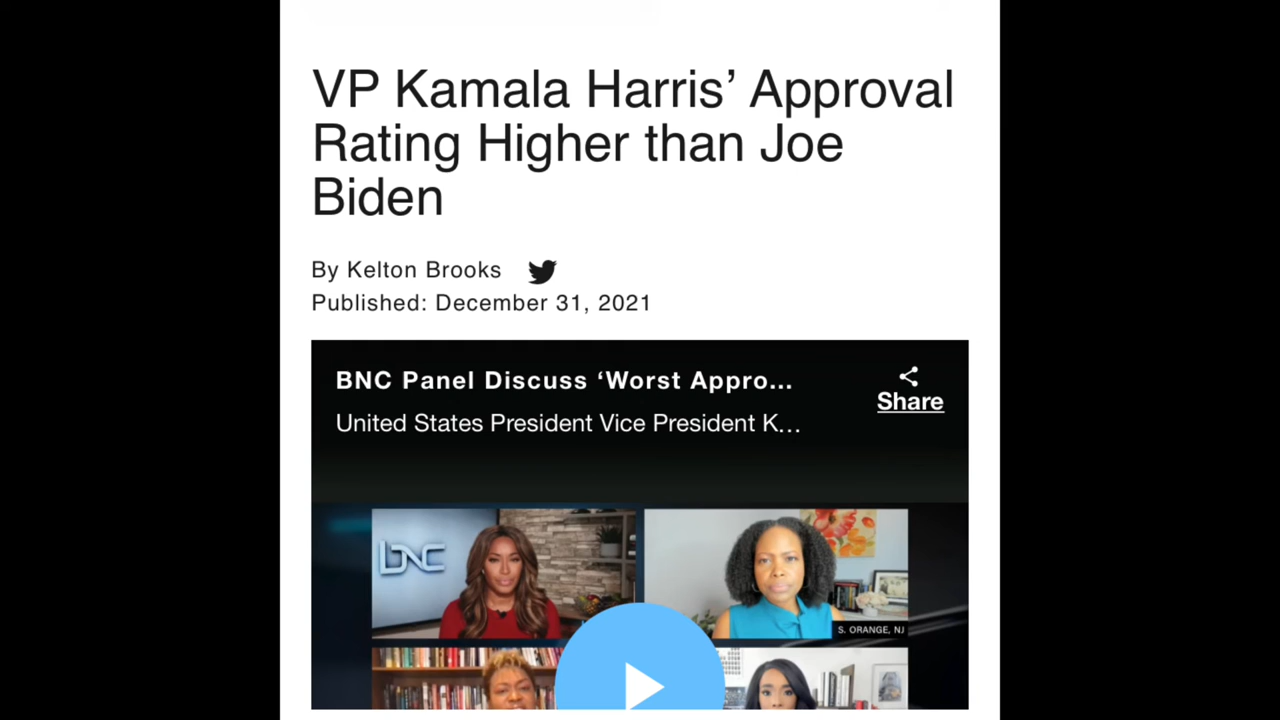 VP Kamala Harris’ Approval
Rating Higher than Joe
Biden
By Kelton Brooks
Published: December 31, 2021
BNC Panel Discuss ‘Worst Appro...
Share
United States President Vice President K...
bNC
S. ORANGE, NJ